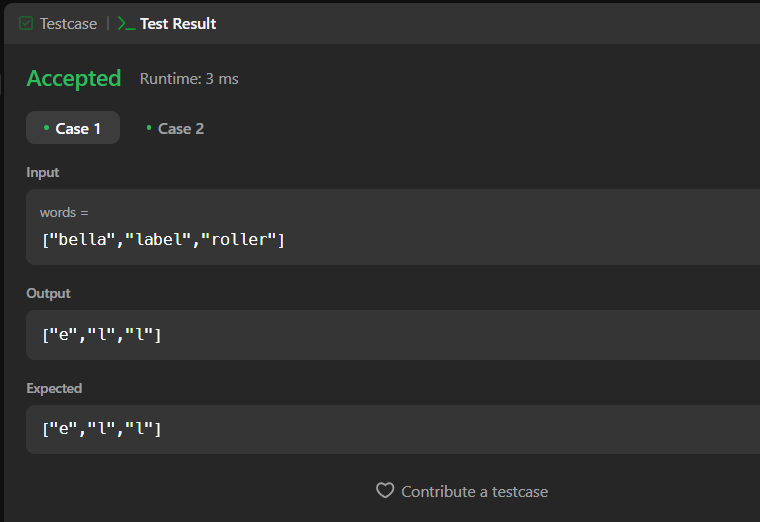 Testcase | >_ Test Result
Accepted Runtime: 3 ms
• Case 1 • Case 2
Input
words =
["bella","label","roller"]
Output
["e","l","l"]
Expected
["e","l","l"]
Contribute a testcase